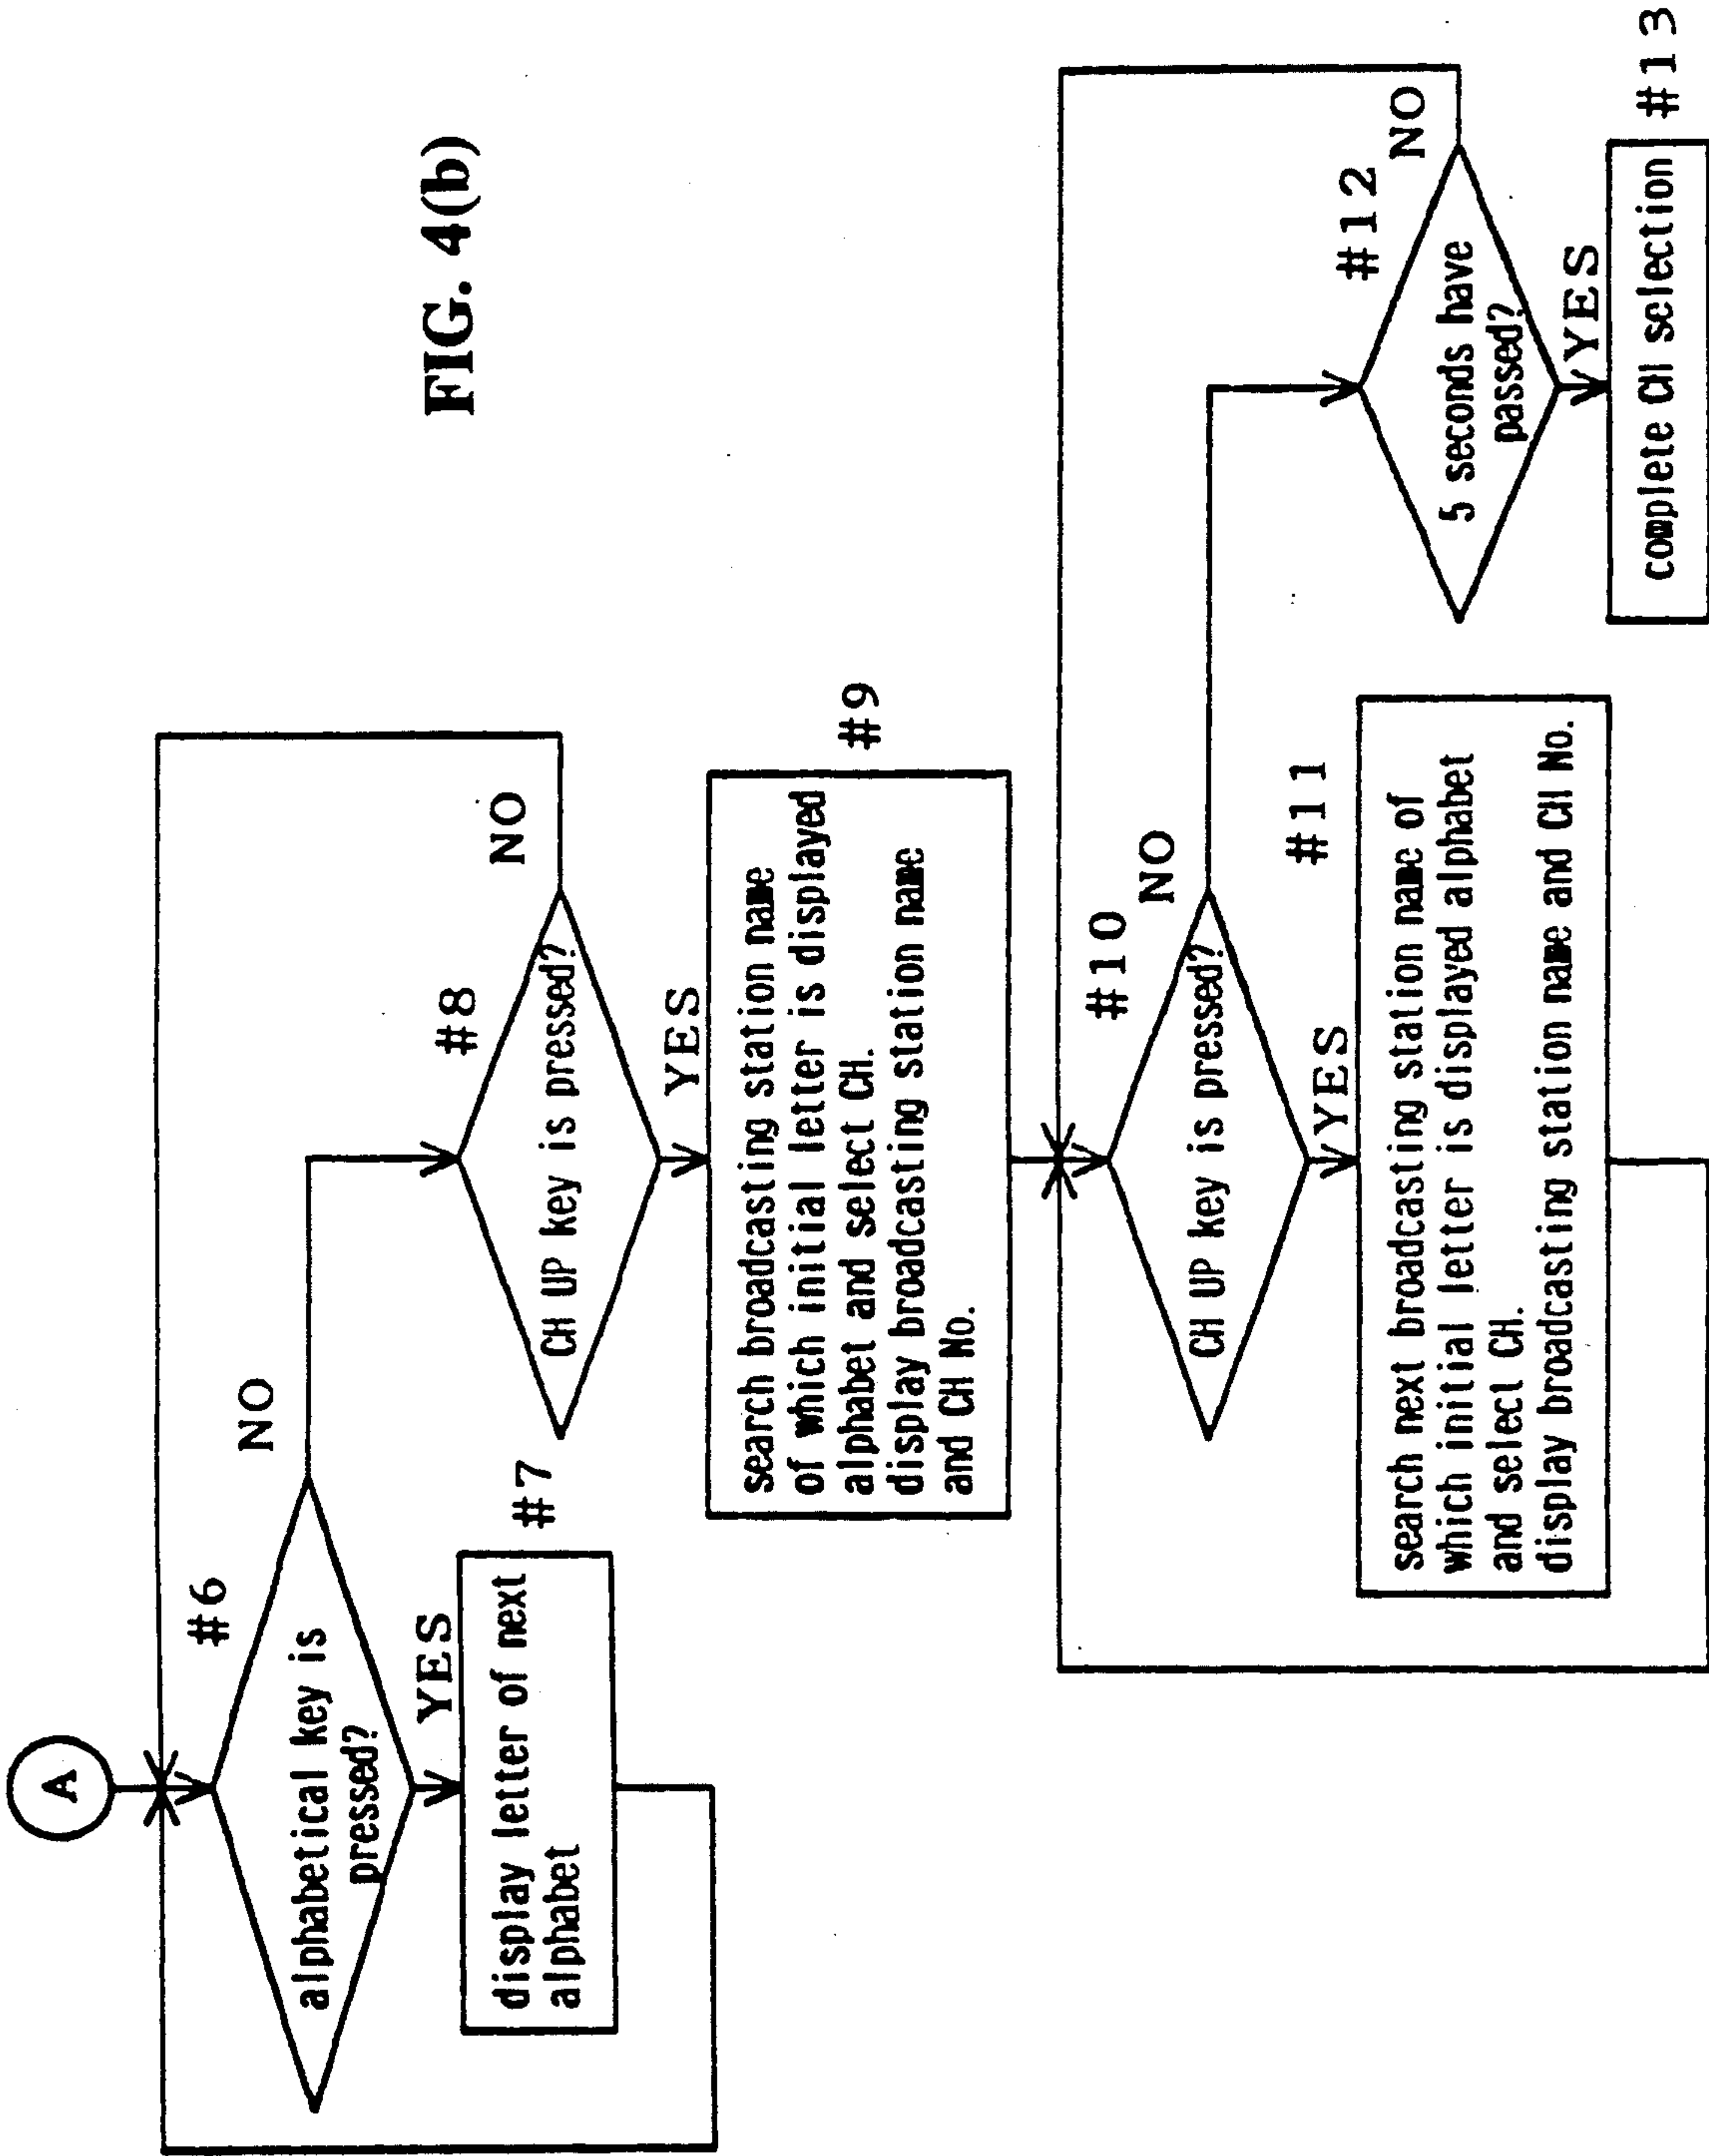 FIG. 4(b)
A
#6
alphabetical key is
pressed?
NO
YES
#7
display letter of next
alphabet
#8
CH UP key is pressed?
NO
YES
#9
search broadcasting station name
of which initial letter is displayed
alphabet and select CH.
display broadcasting station name
and CH No.
#10
CH UP key is pressed?
NO
YES
#11
search next broadcasting station name of
which initial letter is displayed alphabet
and select CH.
display broadcasting station name and CH No.
#12
5 seconds have
passed?
NO
YES
complete CH selection
#13